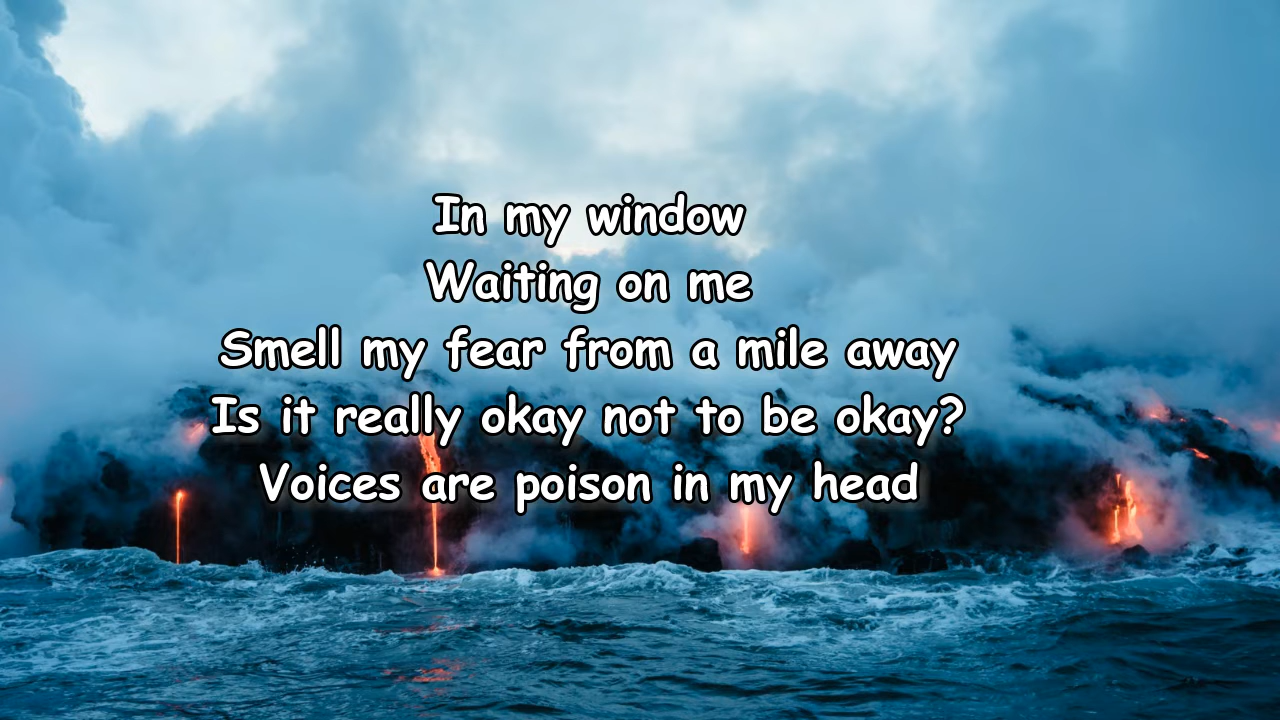 In my window
Waiting on me
Smell my fear from a mile away
Is it really okay not to be okay?
Voices are poison in my head